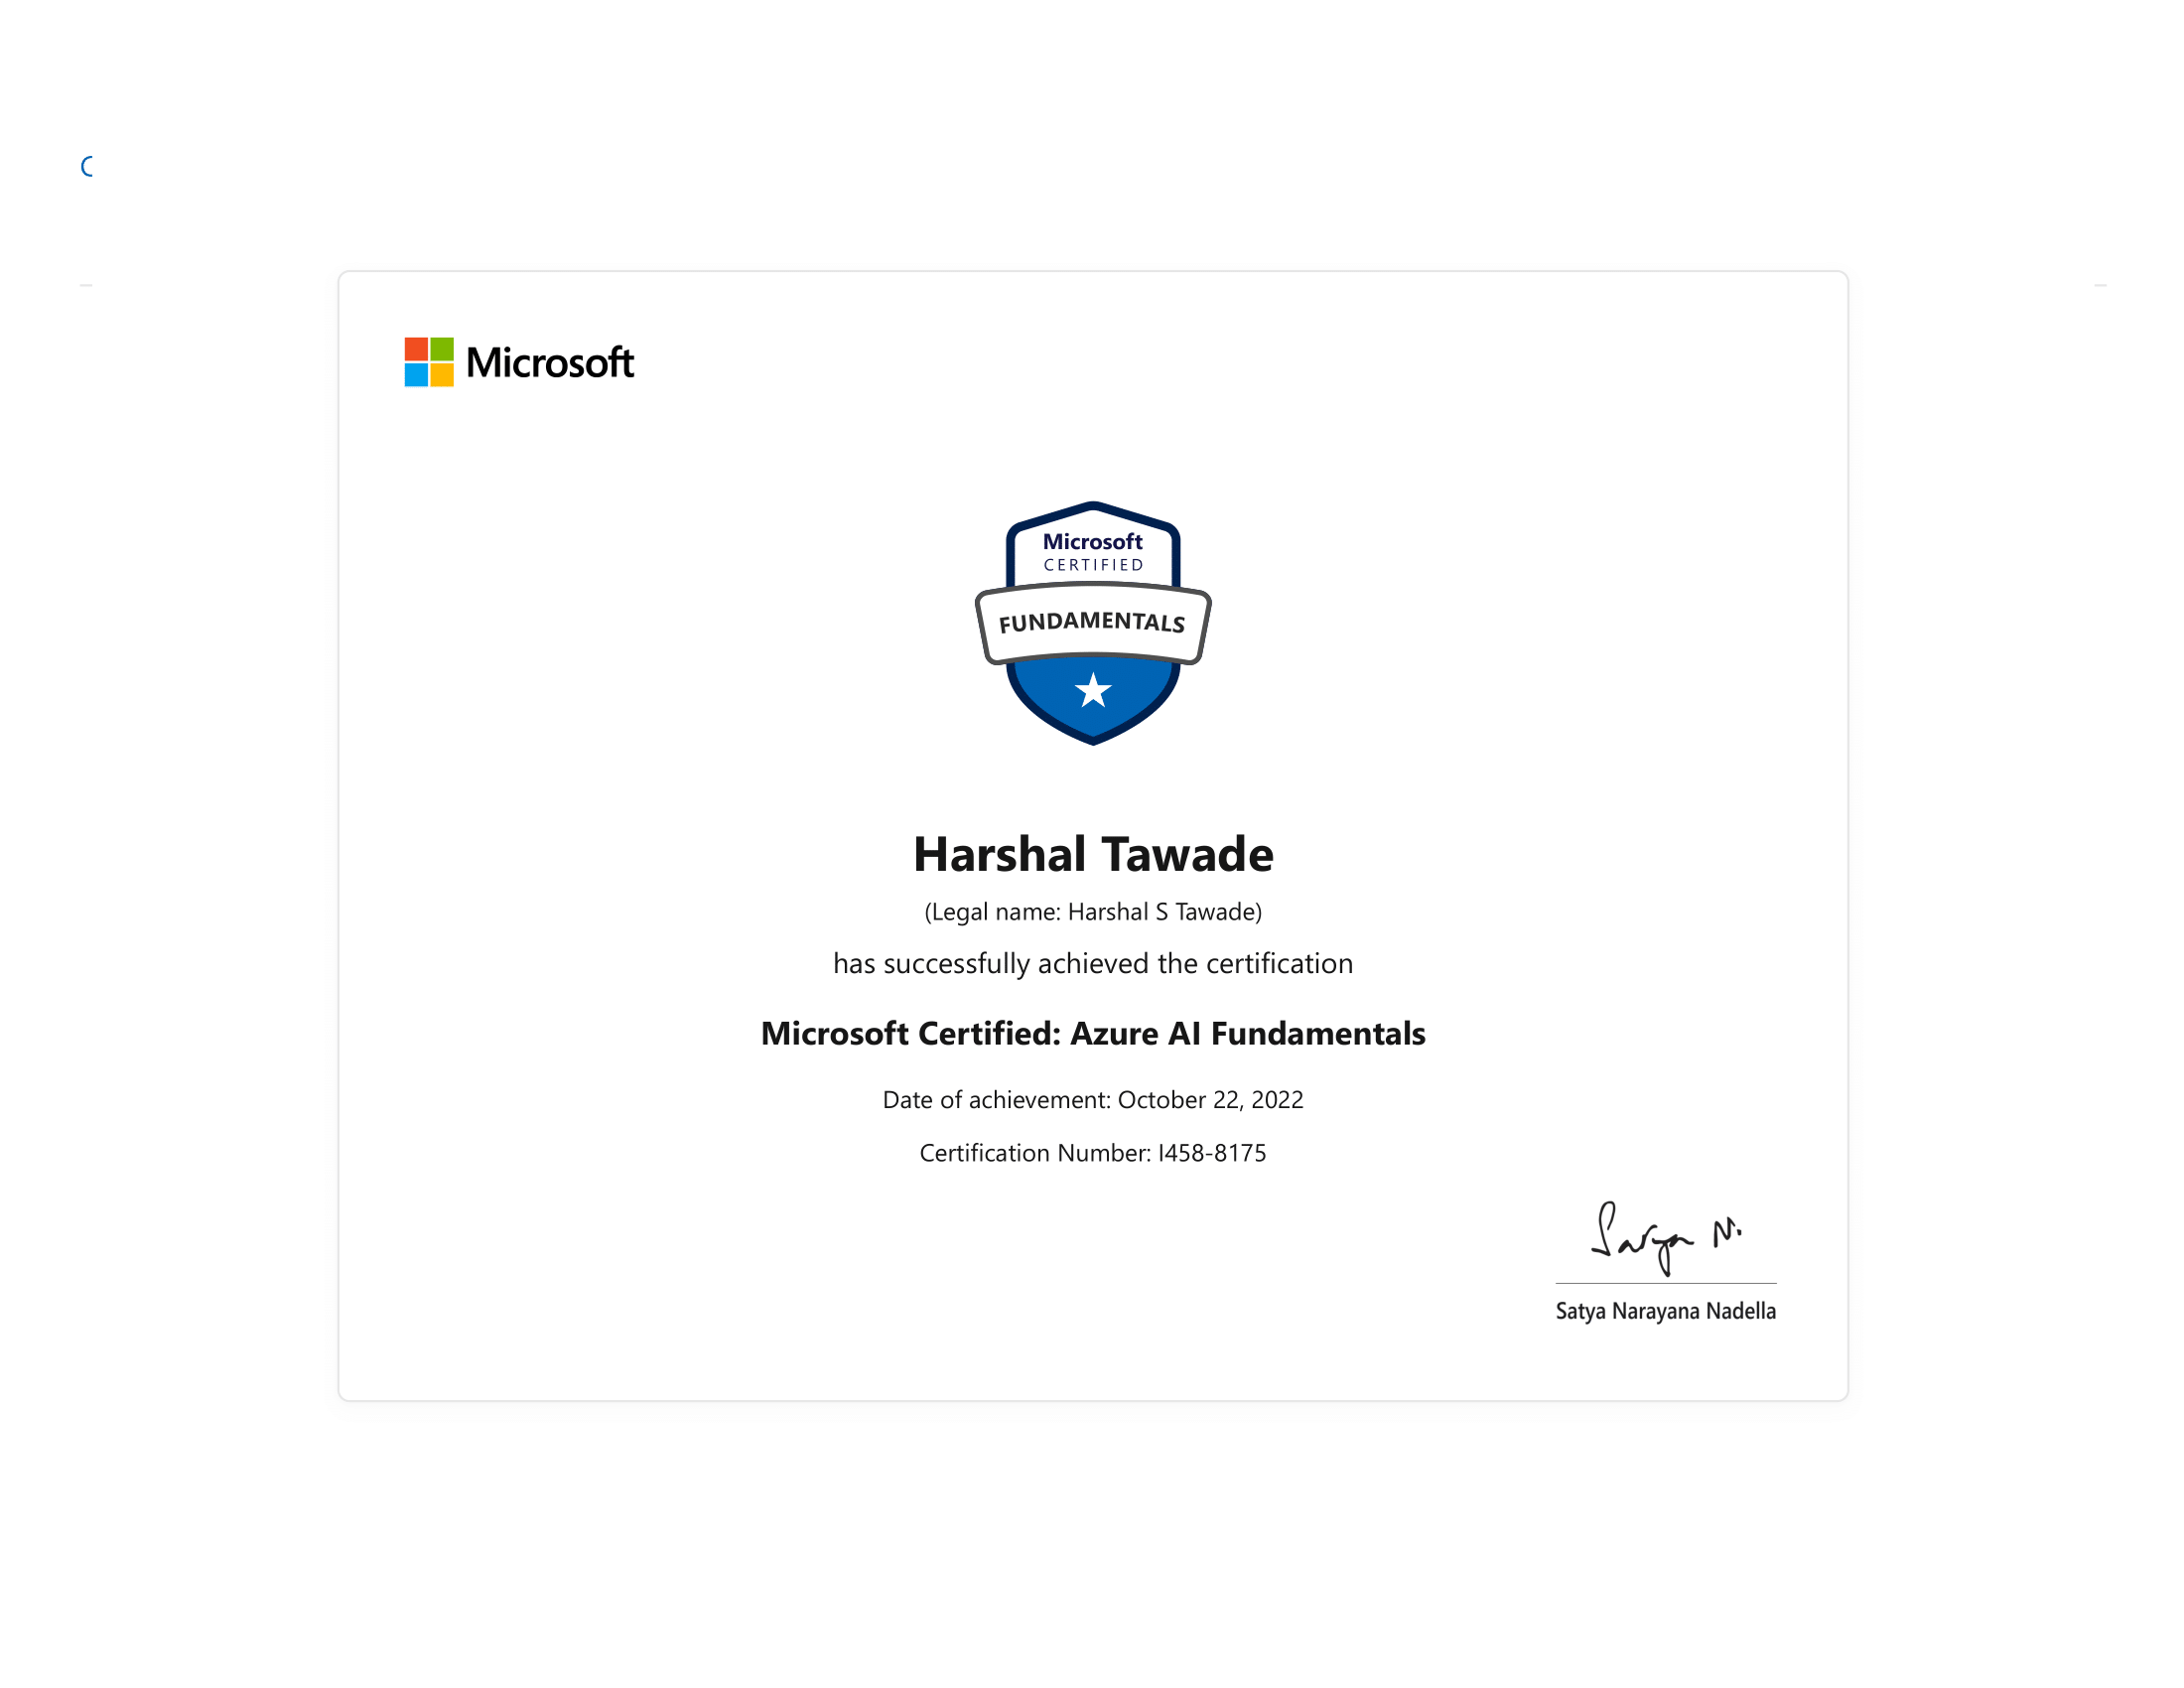 Microsoft
Microsoft
CERTIFIED
FUNDAMENTALS
Harshal Tawade
(Legal name: Harshal S Tawade)
has successfully achieved the certification
Microsoft Certified: Azure AI Fundamentals
Date of achievement: October 22, 2022
Certification Number: I458-8175
Satya N.
Satya Narayana Nadella